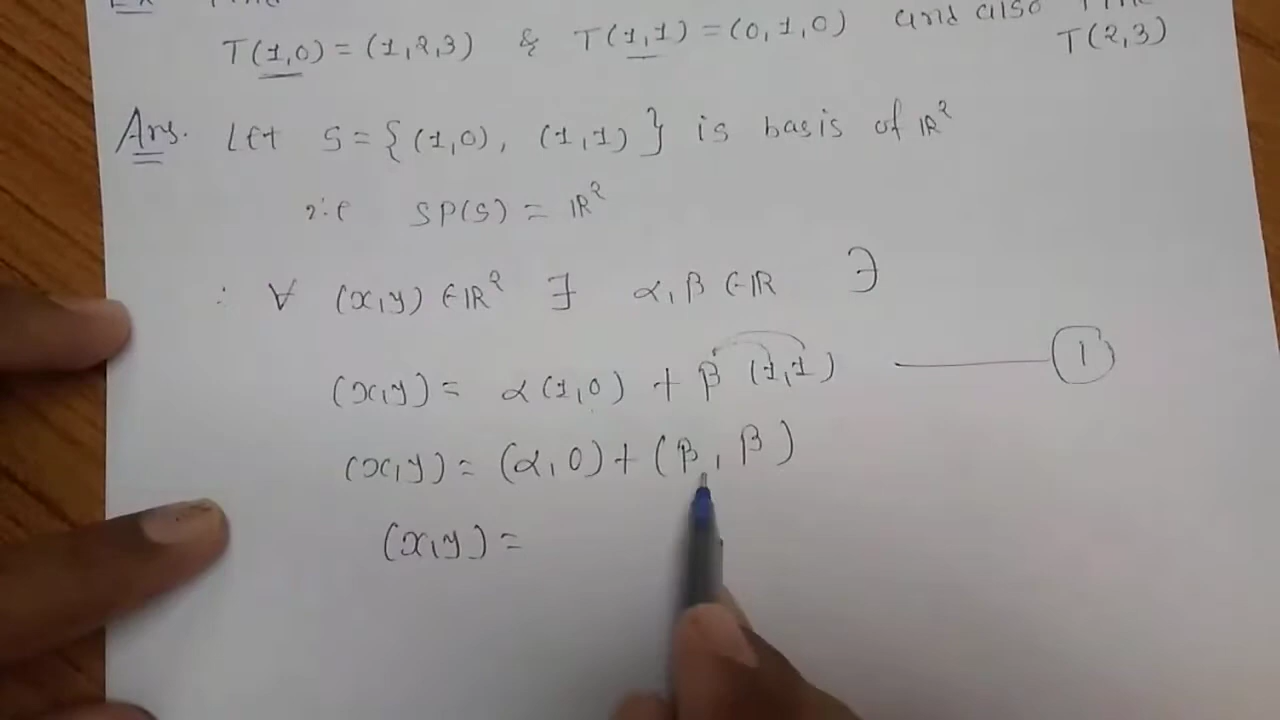 T(1,0) = (1,2,3) & T(1,1) = (0,1,0) and also
T(2,3)
Ans. Let S = {(1,0), (1,1)} is basis of ℝ²
i.e SP(S) = ℝ²
∴ ∀ (x,y) ∈ ℝ² ∃ α, β ∈ ℝ ∋
(x,y) = α(1,0) + β (1,1) —— 1
(x,y) = (α,0) + (β, β)
(x,y) =